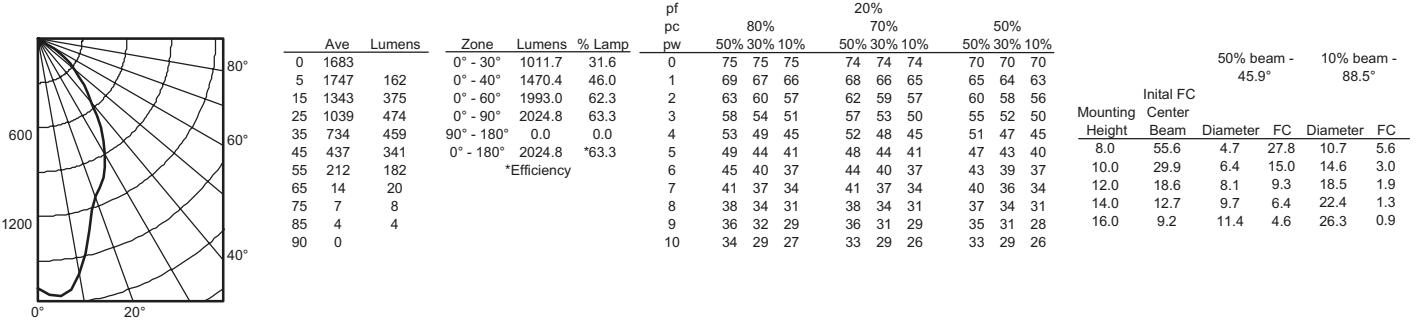 600
1200
0°
20°
40°
60°
80°
Ave Lumens
0 1683
5 1747 162
15 1343 375
25 1039 474
35 734 459
45 437 341
55 212 182
65 14 20
75 7 8
85 4 4
90 0
Zone Lumens % Lamp
0° - 30° 1011.7 31.6
0° - 40° 1470.4 46.0
0° - 60° 1993.0 62.3
0° - 90° 2024.8 63.3
90° - 180° 0.0 0.0
0° - 180° 2024.8 *63.3
*Efficiency
pf 20%
pc 80% 70% 50%
pw 50% 30% 10% 50% 30% 10% 50% 30% 10%
0 75 75 75 74 74 74 70 70 70
1 69 67 66 68 66 65 65 64 63
2 63 60 57 62 59 57 60 58 56
3 58 54 51 57 53 50 55 52 50
4 53 49 45 52 48 45 51 47 45
5 49 44 41 48 44 41 47 43 40
6 45 40 37 44 40 37 43 39 37
7 41 37 34 41 37 34 40 36 34
8 38 34 31 38 34 31 37 34 31
9 36 32 29 36 31 29 35 31 28
10 34 29 27 33 29 26 33 29 26
50% beam - 10% beam -
45.9° 88.5°
Inital FC
Mounting Center
Height Beam Diameter FC Diameter FC
8.0 55.6 4.7 27.8 10.7 5.6
10.0 29.9 6.4 15.0 14.6 3.0
12.0 18.6 8.1 9.3 18.5 1.9
14.0 12.7 9.7 6.4 22.4 1.3
16.0 9.2 11.4 4.6 26.3 0.9